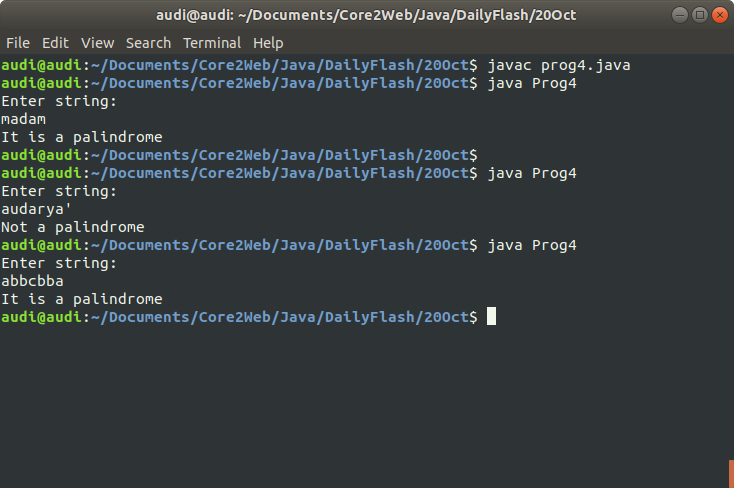 audi@audi: ~/Documents/Core2Web/Java/DailyFlash/20Oct
File Edit View Search Terminal Help
audi@audi:~/Documents/Core2Web/Java/DailyFlash/20Oct$ javac prog4.java
audi@audi:~/Documents/Core2Web/Java/DailyFlash/20Oct$ java Prog4
Enter string:
madam
It is a palindrome
audi@audi:~/Documents/Core2Web/Java/DailyFlash/20Oct$
audi@audi:~/Documents/Core2Web/Java/DailyFlash/20Oct$ java Prog4
Enter string:
audarya'
Not a palindrome
audi@audi:~/Documents/Core2Web/Java/DailyFlash/20Oct$ java Prog4
Enter string:
abbcbba
It is a palindrome
audi@audi:~/Documents/Core2Web/Java/DailyFlash/20Oct$